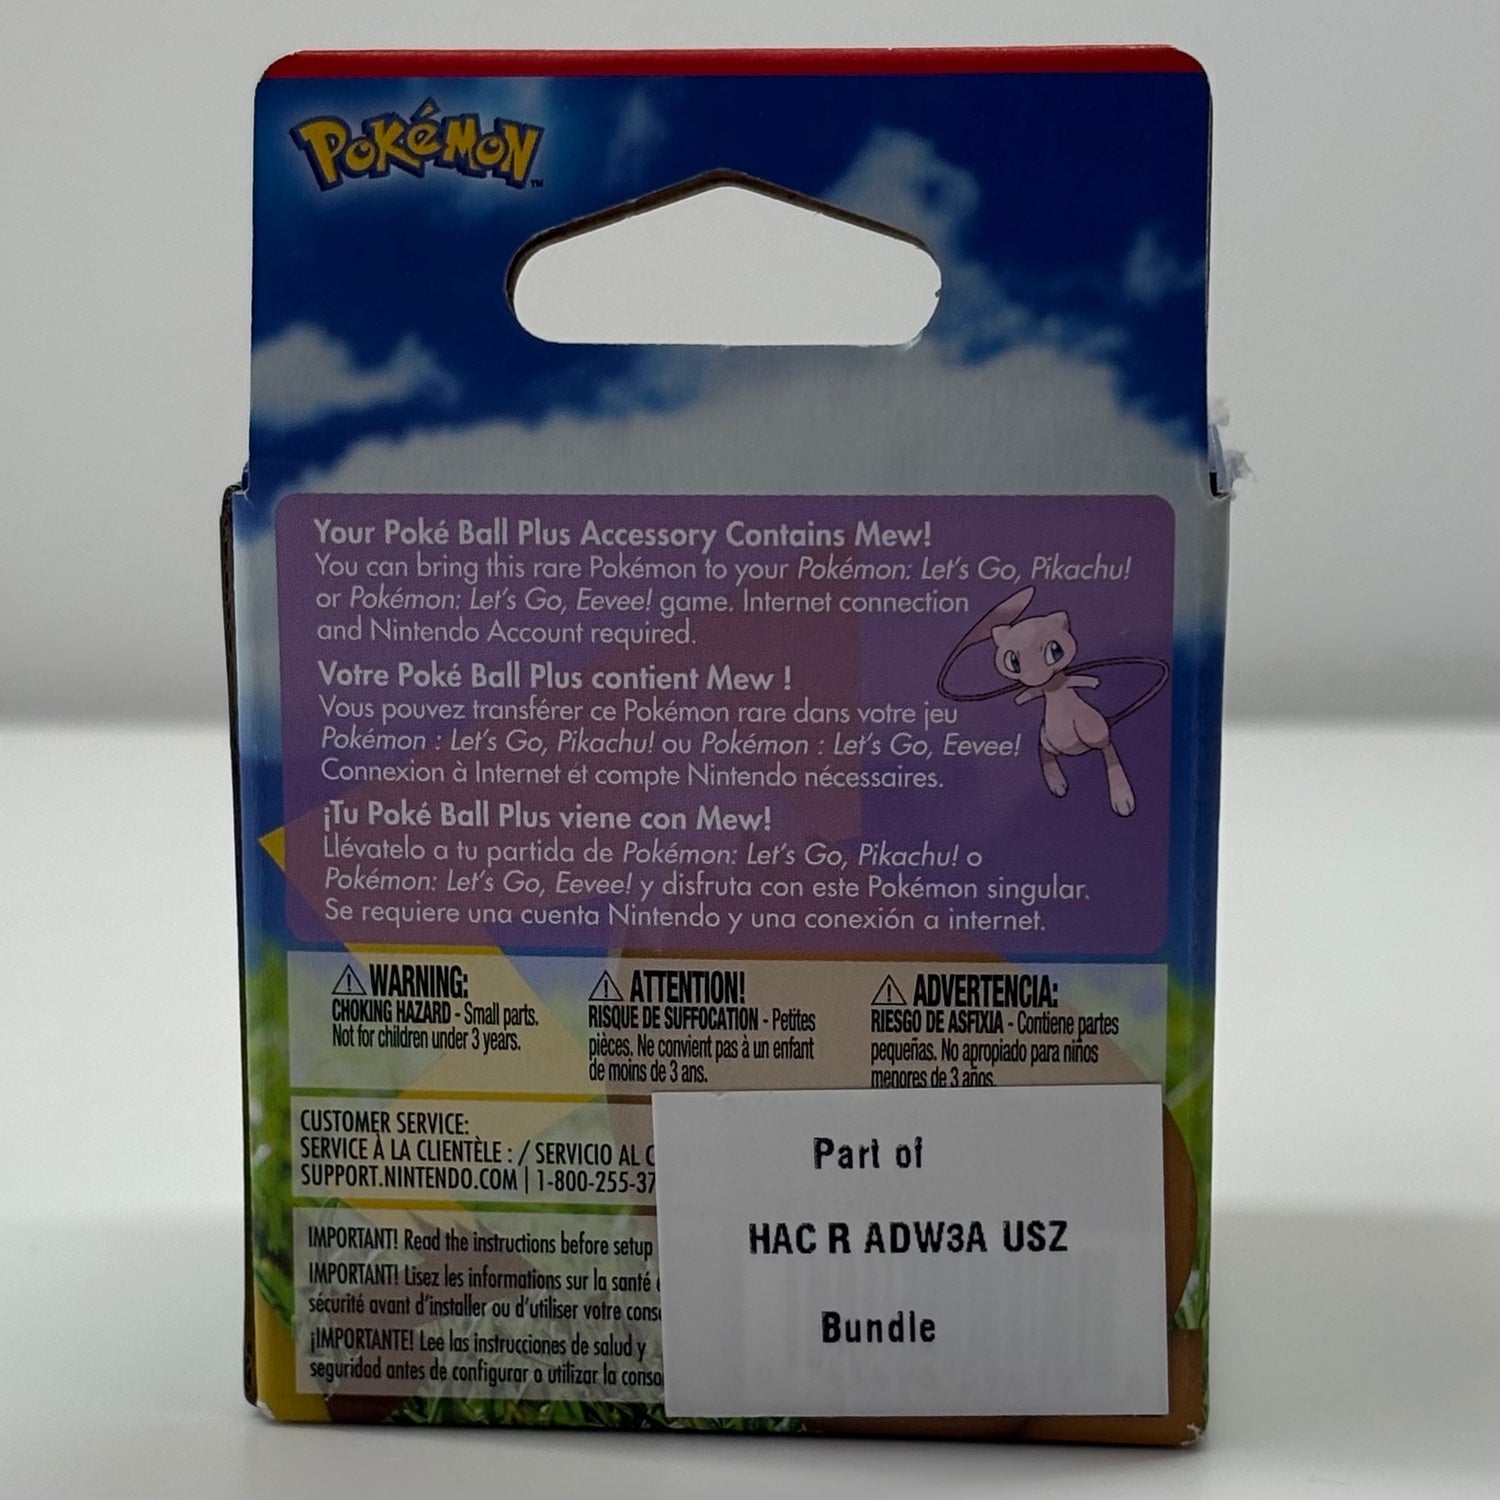 POKéMON™
Your Poké Ball Plus Accessory Contains Mew!
You can bring this rare Pokémon to your Pokémon: Let's Go, Pikachu!
or Pokémon: Let's Go, Eevee! game. Internet connection
and Nintendo Account required.
Votre Poké Ball Plus contient Mew !
Vous pouvez transférer ce Pokémon rare dans votre jeu
Pokémon : Let's Go, Pikachu! ou Pokémon : Let's Go, Eevee!
Connexion à Internet et compte Nintendo nécessaires.
¡Tu Poké Ball Plus viene con Mew!
Llévatelo a tu partida de Pokémon: Let's Go, Pikachu! o
Pokémon: Let's Go, Eevee! y disfruta con este Pokémon singular.
Se requiere una cuenta Nintendo y una conexión a internet.
⚠ WARNING:
CHOKING HAZARD - Small parts.
Not for children under 3 years.
⚠ ATTENTION!
RISQUE DE SUFFOCATION - Petites
pièces. Ne convient pas à un enfant
de moins de 3 ans.
⚠ ADVERTENCIA:
RIESGO DE ASFIXIA - Contiene partes
pequeñas. No apropiado para niños
menores de 3 años.
CUSTOMER SERVICE:
SERVICE À LA CLIENTÈLE : / SERVICIO AL C
SUPPORT.NINTENDO.COM | 1-800-255-37
IMPORTANT! Read the instructions before setup
IMPORTANT! Lisez les informations sur la santé
sécurité avant d'installer ou d'utiliser votre cons
¡IMPORTANTE! Lee las instrucciones de salud y
seguridad antes de configurar o utilizar la conso
Part of
HAC R ADW3A USZ
Bundle